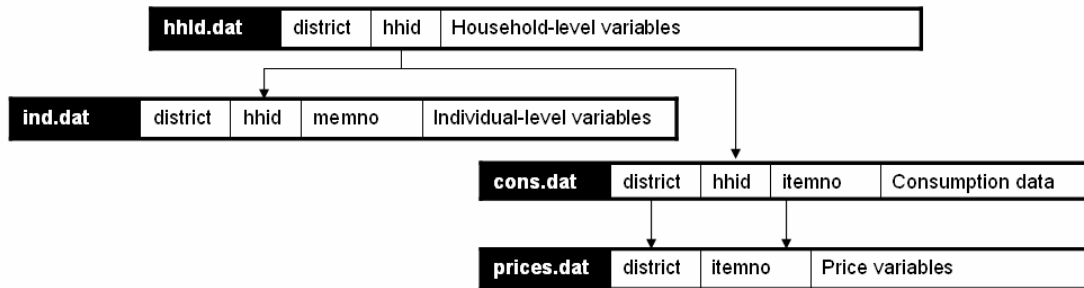 hhld.dat district hhid Household-level variables
ind.dat district hhid memno Individual-level variables
cons.dat district hhid itemno Consumption data
prices.dat district itemno Price variables